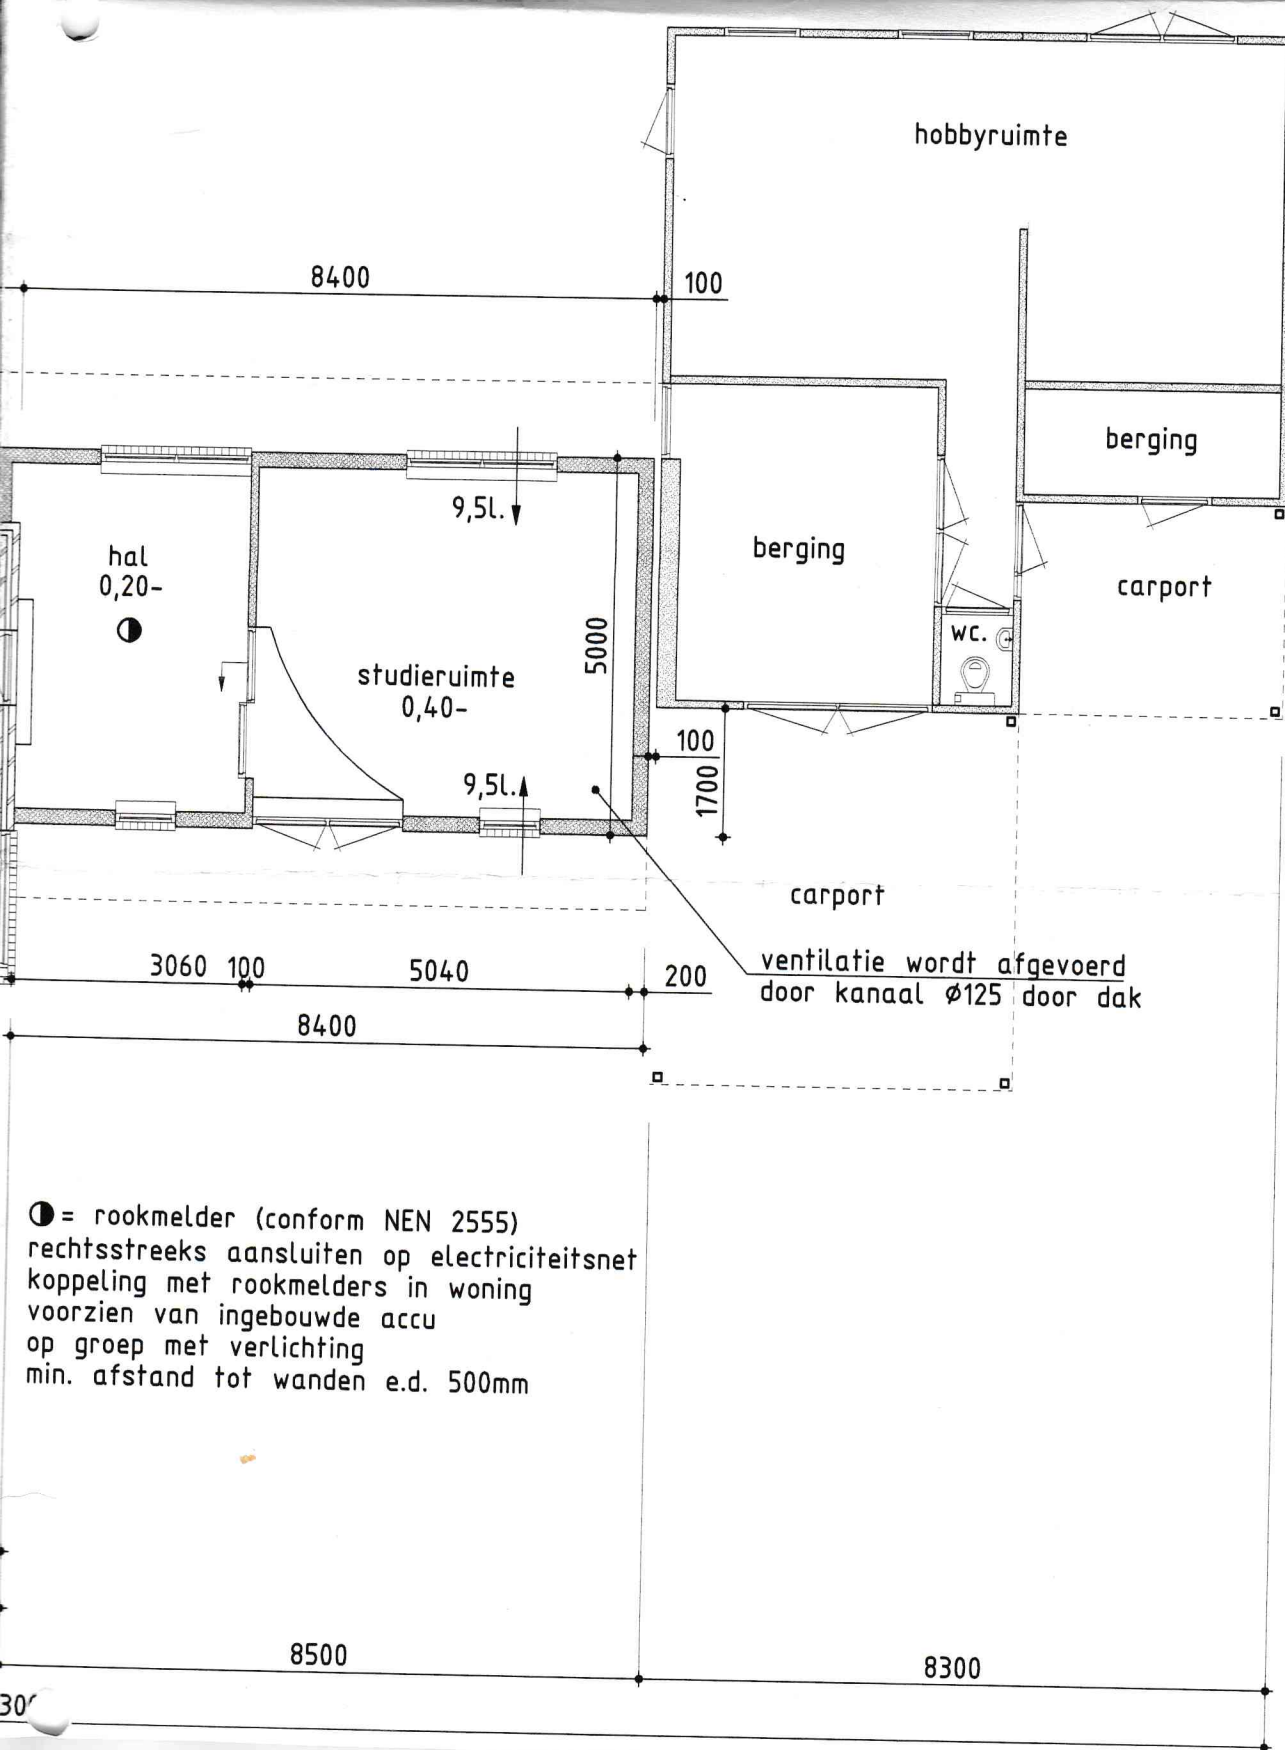 hobbyruimte
8400
100
berging
berging
9,5l.
hal
0,20-
carport
5000
wc.
studieruimte
0,40-
100
9,5l.
1700
carport
ventilatie wordt afgevoerd
door kanaal ø125 door dak
3060 100 5040 200
8400
= rookmelder (conform NEN 2555)
rechtsstreeks aansluiten op electriciteitsnet
koppeling met rookmelders in woning
voorzien van ingebouwde accu
op groep met verlichting
min. afstand tot wanden e.d. 500mm
8500
8300